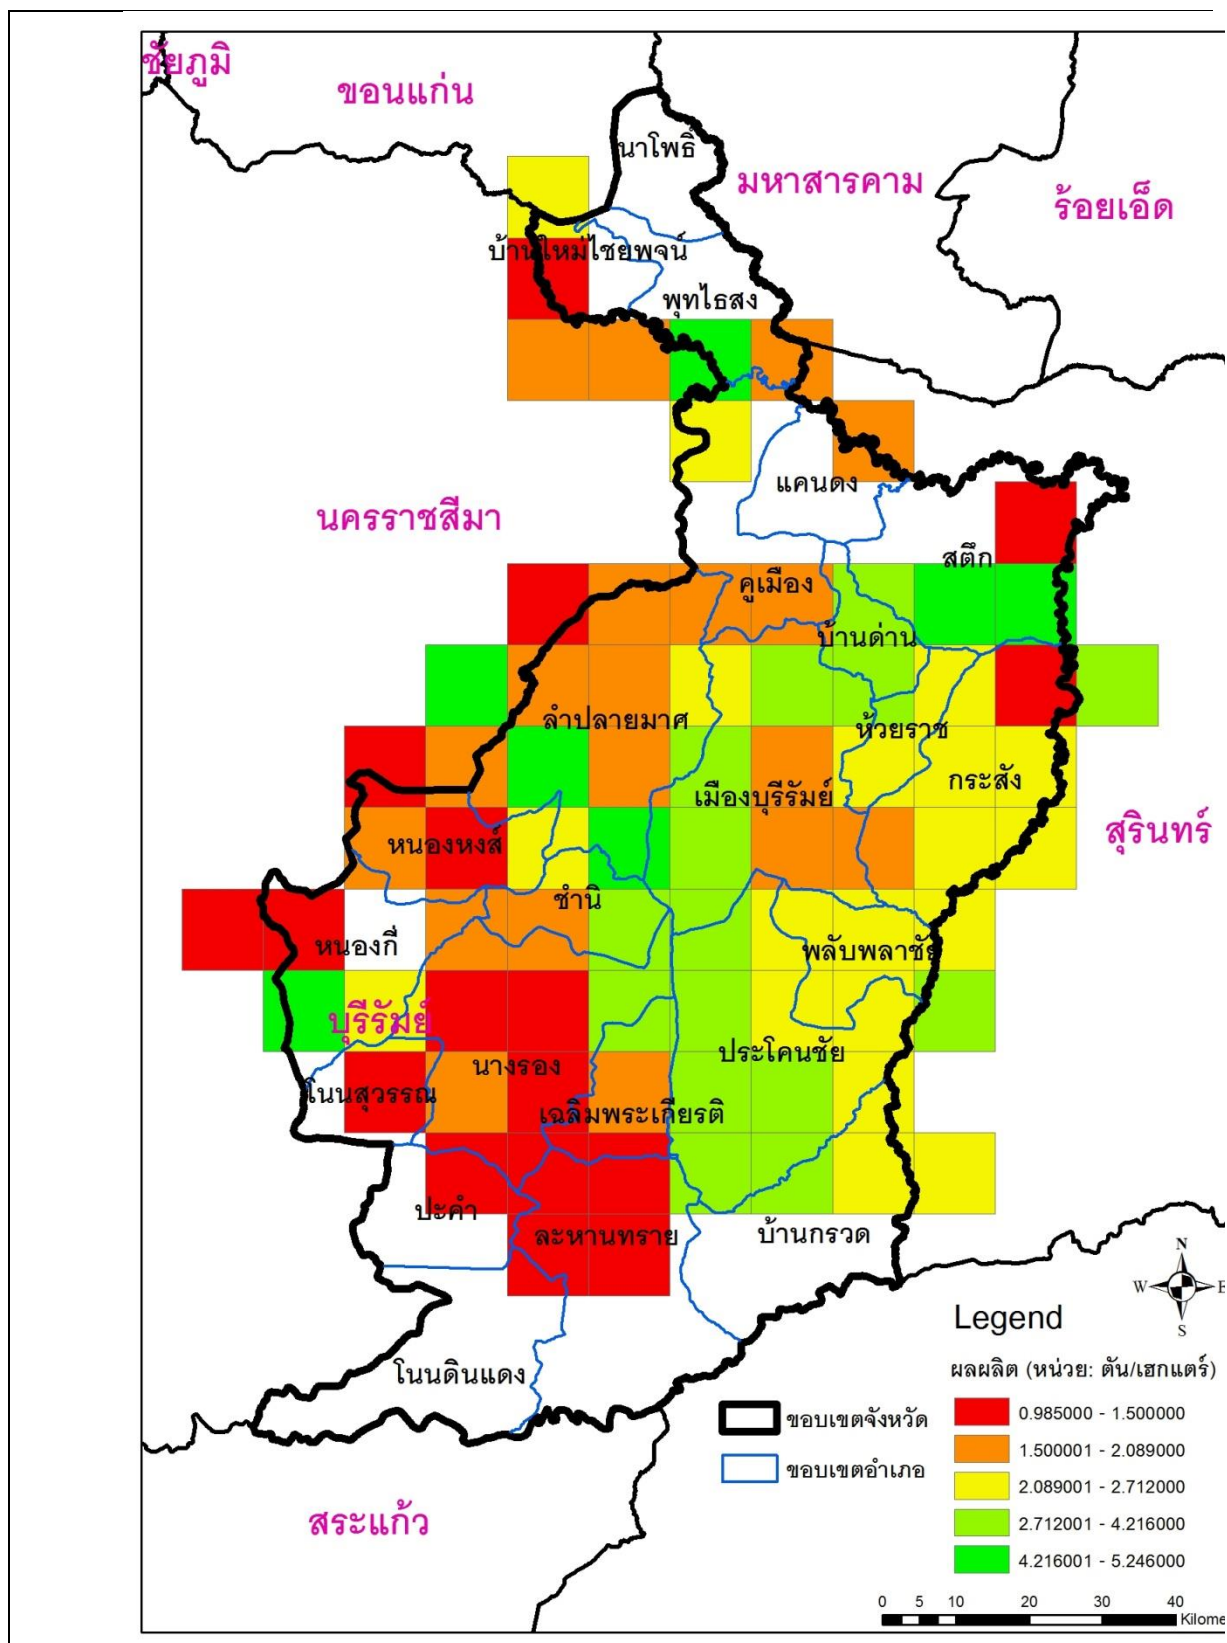 ชัยภูมิ
ขอนแก่น
นาโพธิ์
มหาสารคาม
ร้อยเอ็ด
บ้านใหม่ไชยพจน์
พุทไธสง
แคนดง
นครราชสีมา
สตึก
คูเมือง
บ้านด่าน
ลำปลายมาศ
ห้วยราช
กระสัง
เมืองบุรีรัมย์
สุรินทร์
หนองหงส์
ชำนิ
หนองกี่
พลับพลาชัย
บุรีรัมย์
ประโคนชัย
นางรอง
โนนสุวรรณ
เฉลิมพระเกียรติ
ปะคำ
ละหานทราย
บ้านกรวด
N
W
E
S
Legend
ผลผลิต (หน่วย: ตัน/เฮกแตร์)
โนนดินแดง
ขอบเขตจังหวัด
0.985000 - 1.500000
1.500001 - 2.089000
ขอบเขตอำเภอ
2.089001 - 2.712000
สระแก้ว
2.712001 - 4.216000
4.216001 - 5.246000
0 5 10 20 30 40
Kilome